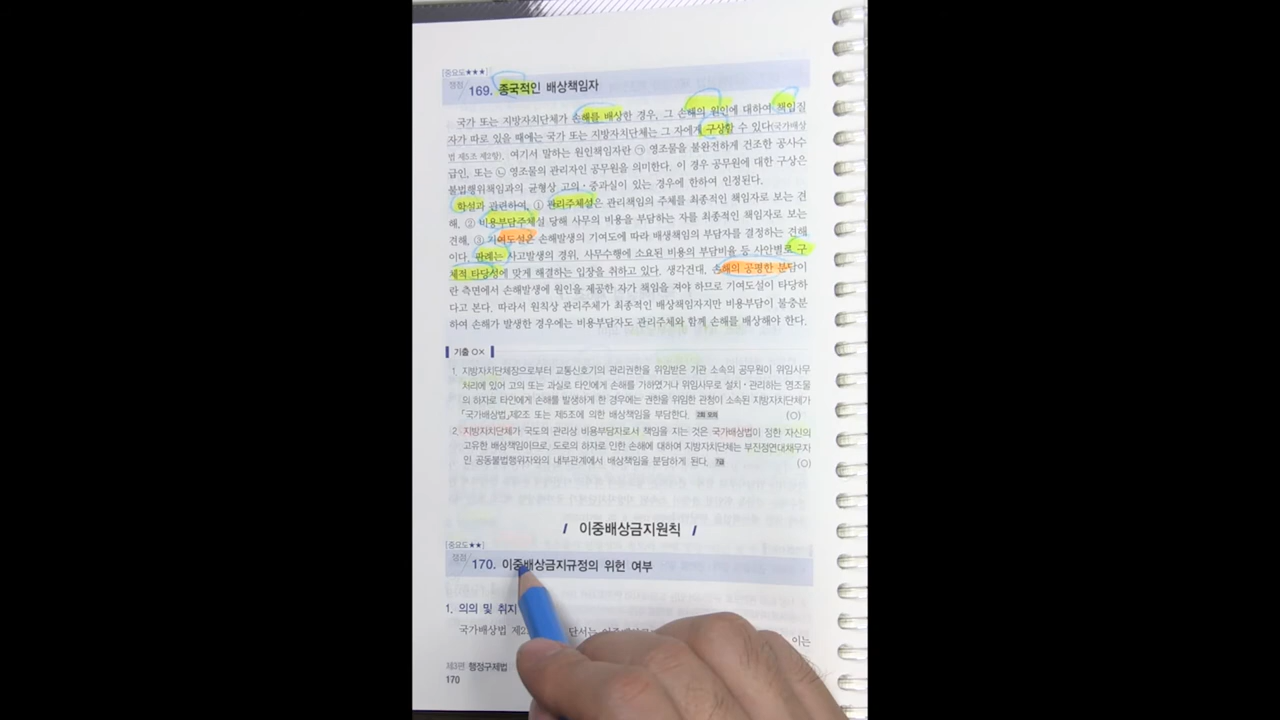 [중요도★★★]
쟁점 169. 종국적인 배상책임자
국가 또는 지방자치단체가 손해를 배상한 경우, 그 손해의 원인에 대하여 책임질
자가 따로 있을 때에는 국가 또는 지방자치단체는 그 자에게 구상할 수 있다(국가배상
법 제5조 제2항). 여기서 말하는 원인책임자란 ㉠ 영조물을 불완전하게 건조한 공사수
급인, 또는 ㉡ 영조물의 관리자인 공무원을 의미한다. 이 경우 공무원에 대한 구상은
불법행위책임과의 균형상 고의·중과실이 있는 경우에 한하여 인정된다.
학설과 관련하여, ① 관리주체설은 관리책임의 주체를 최종적인 책임자로 보는 견
해, ② 비용부담주체설 당해 사무의 비용을 부담하는 자를 최종적인 책임자로 보는
견해, ③ 기여도설은 손해발생의 기여도에 따라 배생책임의 부담자를 결정하는 견해
이다. 판례는 사고발생의 경위, 사무수행에 소요된 비용의 부담비율 등 사안별로 구
체적 타당성에 맞게 해결하는 입장을 취하고 있다. 생각건대, 손해의 공평한 분담이
란 측면에서 손해발생에 원인을 제공한 자가 책임을 져야 하므로 기여도설이 타당하
다고 본다. 따라서 원칙상 관리주체가 최종적인 배상책임자지만 비용부담이 불충분
하여 손해가 발생한 경우에는 비용부담자도 관리주체와 함께 손해를 배상해야 한다.
기출 OX
1. 지방자치단체장으로부터 교통신호기의 관리권한을 위임받은 기관 소속의 공무원이 위임사무
처리에 있어 고의 또는 과실로 타인에게 손해를 가하였거나 위임사무로 설치·관리하는 영조물
의 하자로 타인에게 손해를 발생하게 한 경우에는 권한을 위임한 관청이 소속된 지방자치단체가
「국가배상법」제2조 또는 제5조에 의한 배상책임을 부담한다. (O)
2. 지방자치단체가 국도의 관리상 비용부담자로서 책임을 지는 것은 국가배상법이 정한 자신의
고유한 배상책임이므로, 도로의 하자로 인한 손해에 대하여 지방자치단체는 부진정연대채무자
인 공동불법행위자와의 내부관계에서 배상책임을 분담하게 된다. 7급 (O)
이중배상금지원칙
[중요도★★]
쟁점 170. 이중배상금지규정의 위헌 여부
1. 의의 및 취지
국가배상법 제2 단서는 이는
제3편 행정구제법
170